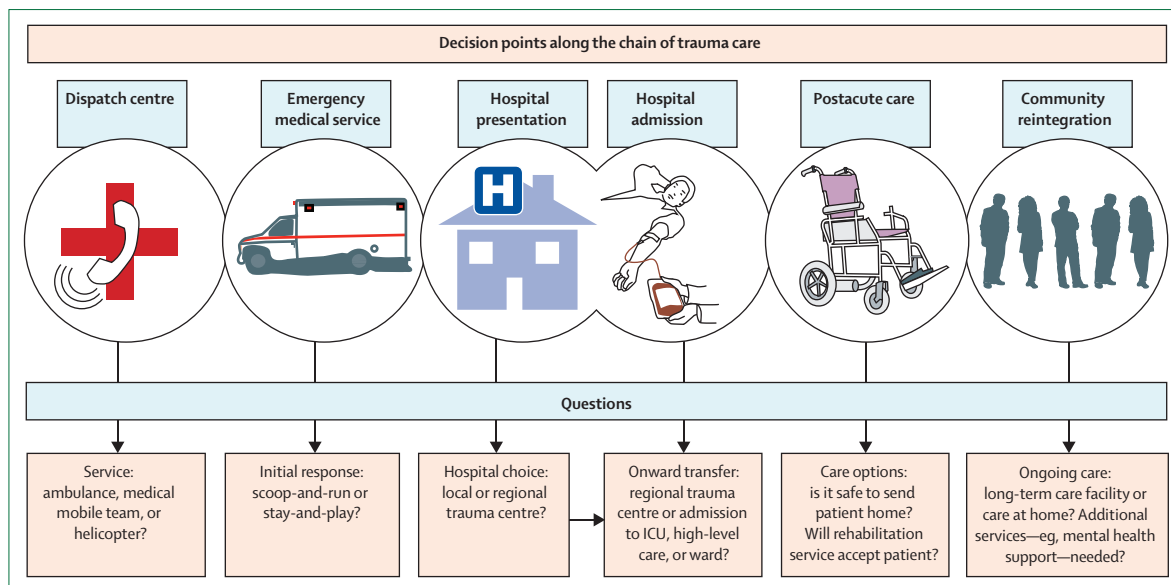 Decision points along the chain of trauma care
Dispatch centre
Emergency
medical service
Hospital
presentation
Hospital
admission
Postacute care
Community
reintegration
H
Questions
Service:
ambulance, medical
mobile team, or
helicopter?
Initial response:
scoop-and-run or
stay-and-play?
Hospital choice:
local or regional
trauma centre?
Onward transfer:
regional trauma
centre or admission
to ICU, high-level
care, or ward?
Care options:
is it safe to send
patient home?
Will rehabilitation
service accept patient?
Ongoing care:
long-term care facility or
care at home? Additional
services—eg, mental health
support—needed?